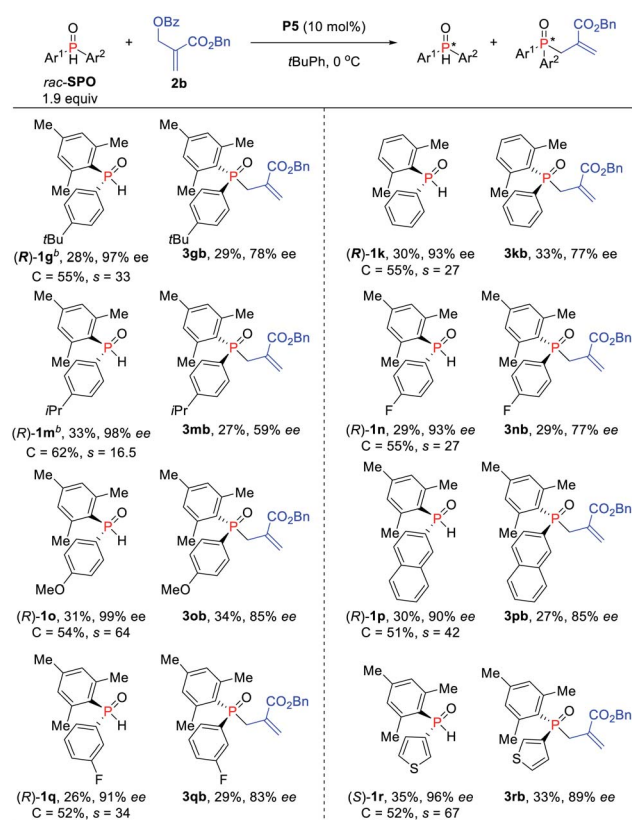 O
P
Ar1 H Ar2
rac-SPO
1.9 equiv
+
OBz
CO2Bn
2b
P5 (10 mol%)
tBuPh, 0 °C
O
P*
Ar1 H Ar2
+
O
P*
Ar1 Ar2
CO2Bn
Me Me O P H Me tBu
(R)-1gb, 28%, 97% ee
C = 55%, s = 33
Me Me O CO2Bn P Me tBu
3gb, 29%, 78% ee
Me O P H Me
(R)-1k, 30%, 93% ee
C = 55%, s = 27
Me O CO2Bn P Me
3kb, 33%, 77% ee
Me Me O P H Me iPr
(R)-1mb, 33%, 98% ee
C = 62%, s = 16.5
Me Me O CO2Bn P Me iPr
3mb, 27%, 59% ee
Me Me O P H Me F
(R)-1n, 29%, 93% ee
C = 55%, s = 27
Me Me O CO2Bn P Me F
3nb, 29%, 77% ee
Me Me O P H Me MeO
(R)-1o, 31%, 99% ee
C = 54%, s = 64
Me Me O CO2Bn P Me MeO
3ob, 34%, 85% ee
Me Me O P H Me
(R)-1p, 30%, 90% ee
C = 51%, s = 42
Me Me O CO2Bn P Me
3pb, 27%, 85% ee
Me Me O P H Me F
(R)-1q, 26%, 91% ee
C = 52%, s = 34
Me Me O CO2Bn P Me F
3qb, 29%, 83% ee
Me Me O P H Me S
(S)-1r, 35%, 96% ee
C = 52%, s = 67
Me Me O CO2Bn P Me S
3rb, 33%, 89% ee